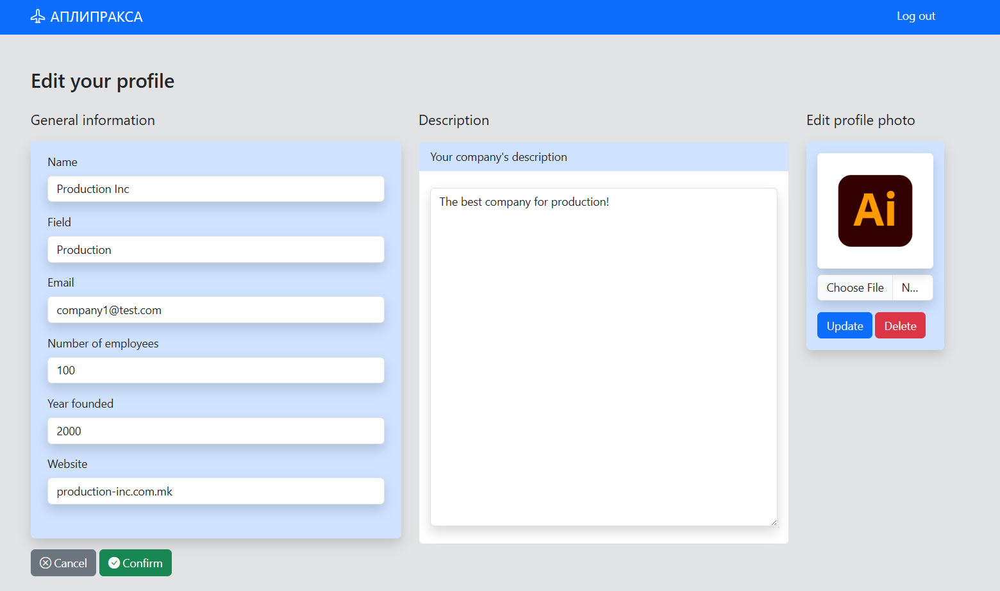 АПЛИПРАКСА
Log out
Edit your profile
General information
Name
Production Inc
Field
Production
Email
company1@test.com
Number of employees
100
Year founded
2000
Website
production-inc.com.mk
Cancel
Confirm
Description
Your company's description
The best company for production!
Edit profile photo
Ai
Choose File
N...
Update
Delete